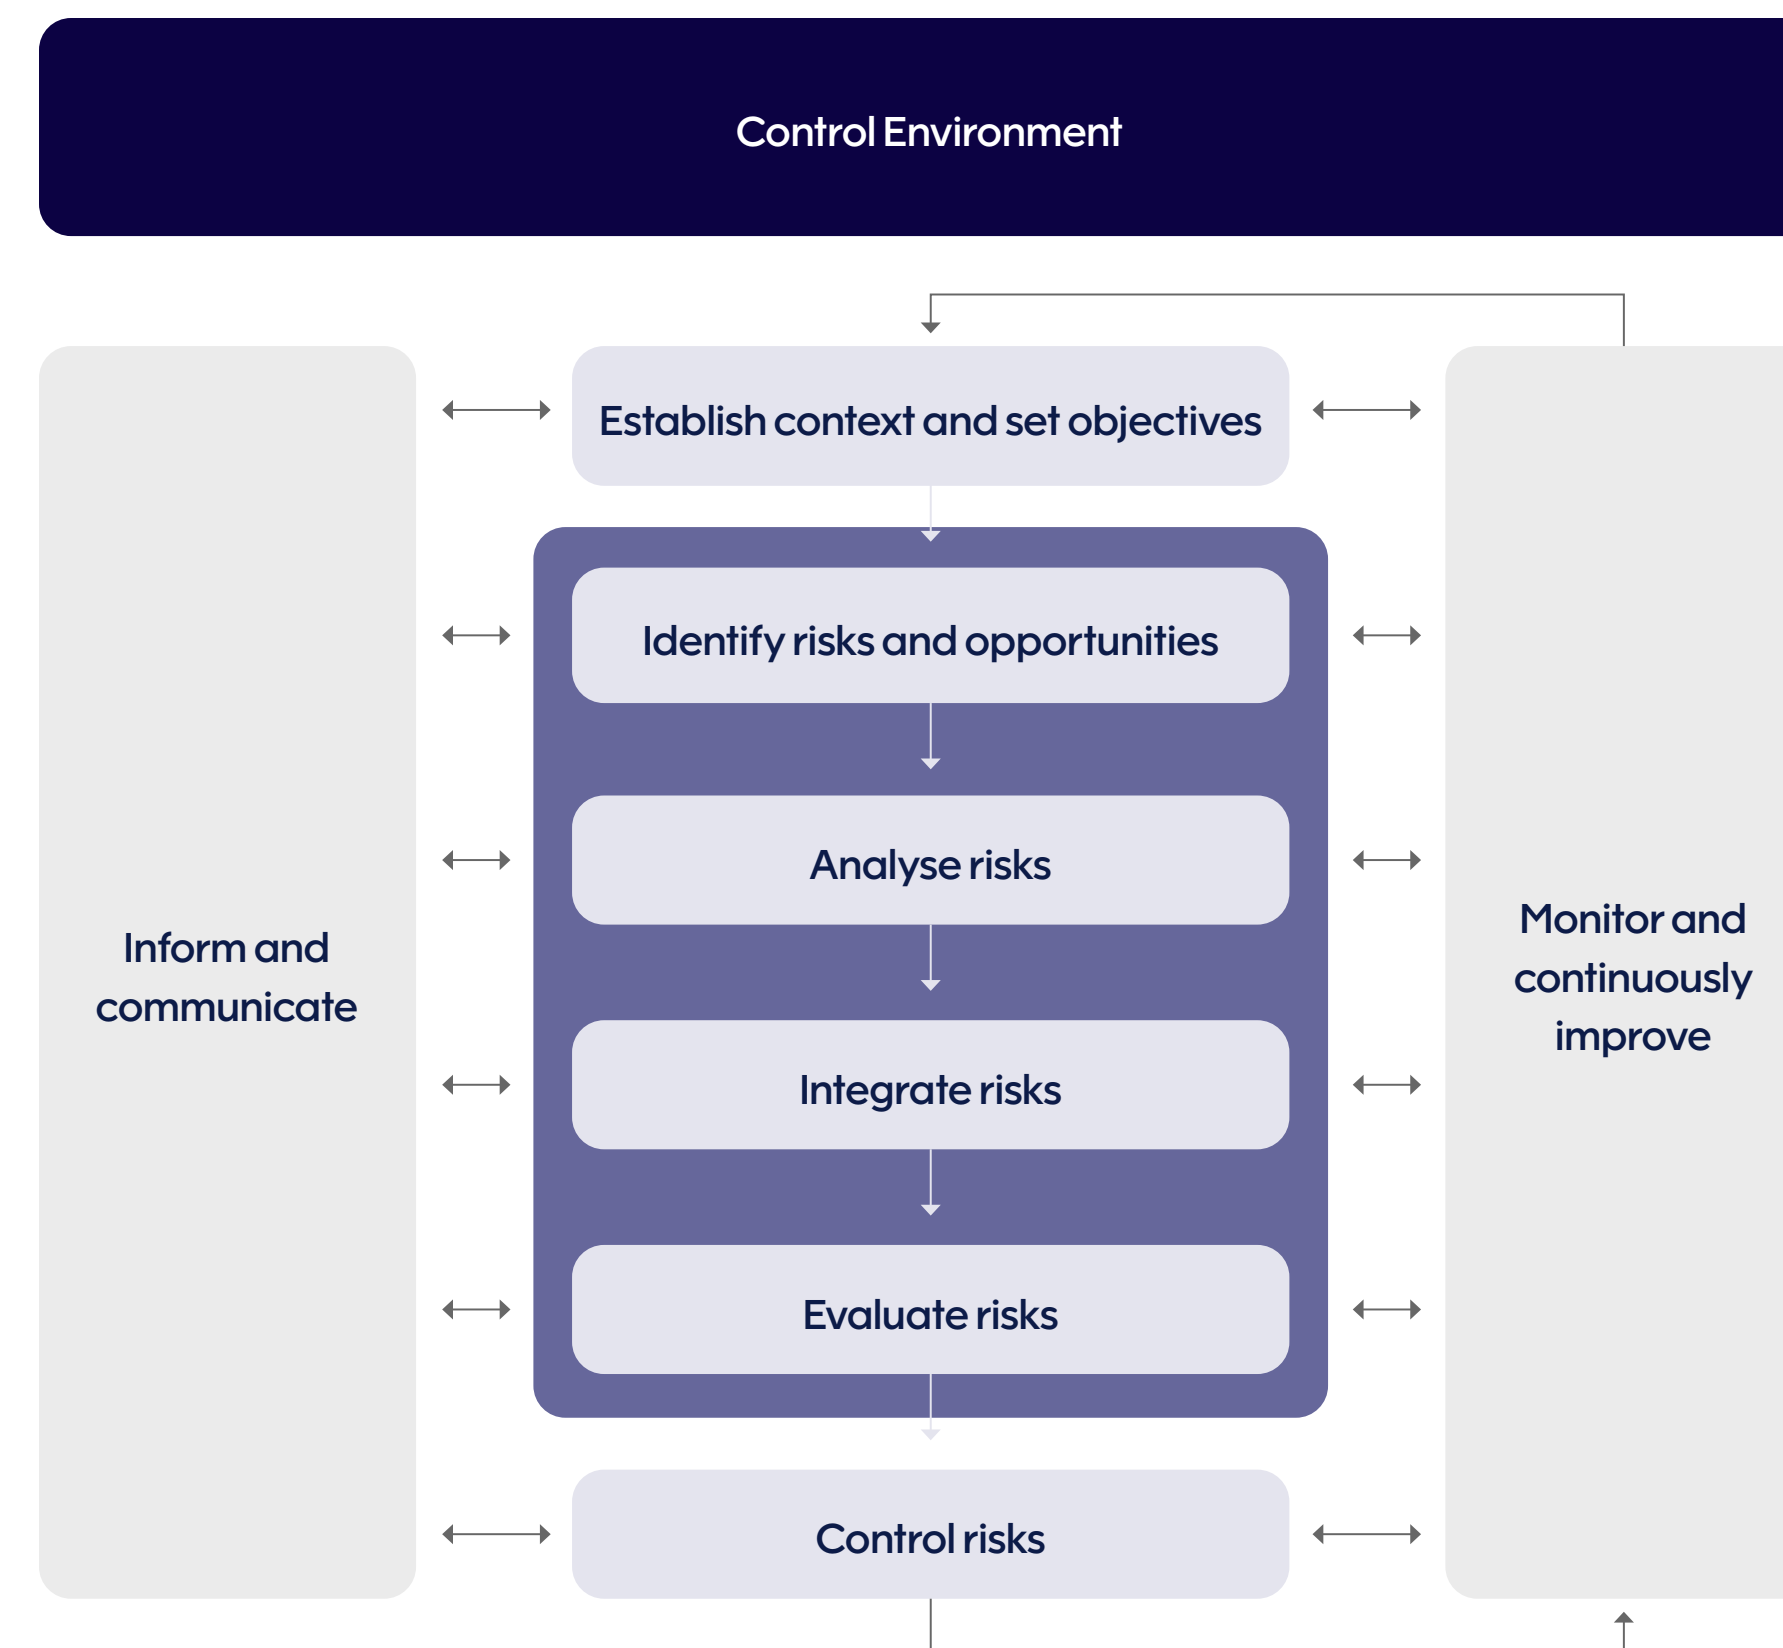 Control Environment
Establish context and set objectives
Identify risks and opportunities
Analyse risks
Integrate risks
Evaluate risks
Control risks
Inform and
communicate
Monitor and
continuously
improve